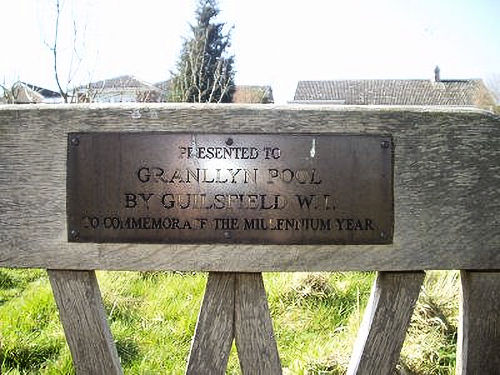 PRESENTED TO
GRANLLYN POOL
BY GUILSFIELD W.I.
TO COMMEMORATE THE MILLENNIUM YEAR